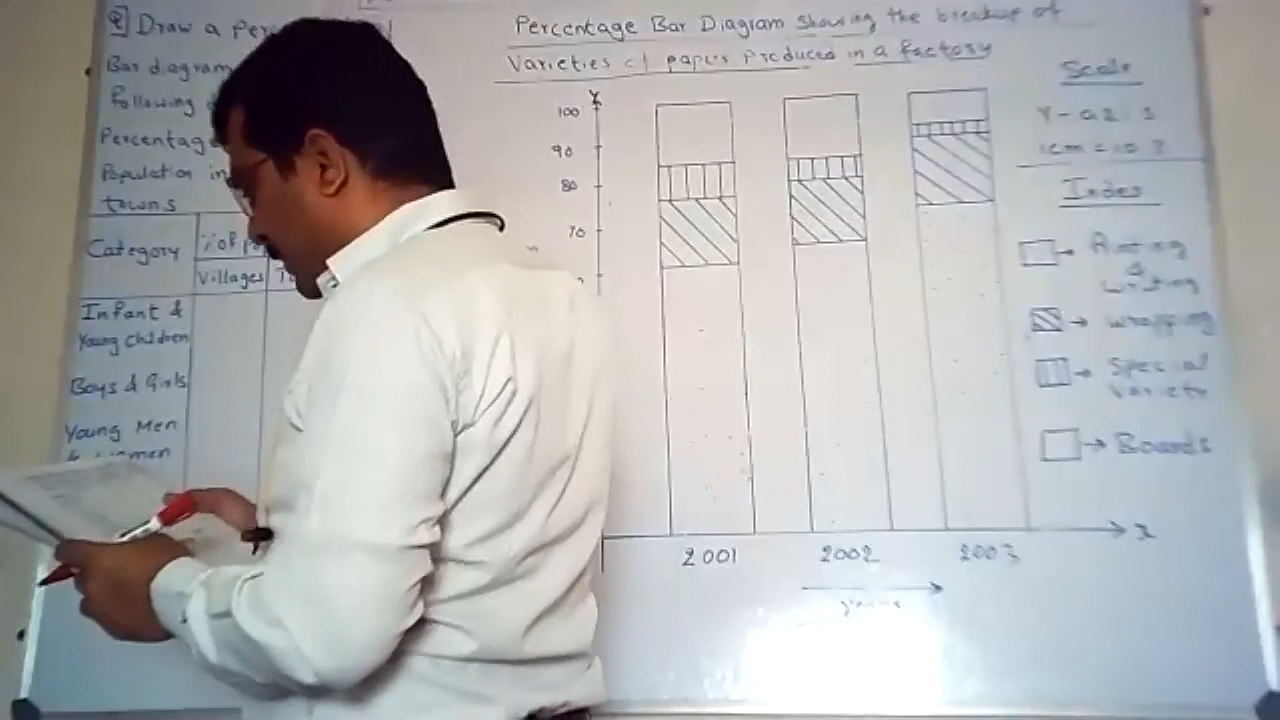 Q] Draw a Per
Bar diagram
following
Percentage
Population in
towns
Category
% of
Villages
Infant &
Young Children
Boys & Girls
Young Men
Percentage Bar Diagram Showing the breakup of
Varieties of papers Produced in a factory
Y
100
90
80
70
2001
2002
2003
x
Scale
Y-axis
1cm = 10 %
Index
&
writing
wrapping
Special
Variety
Boards